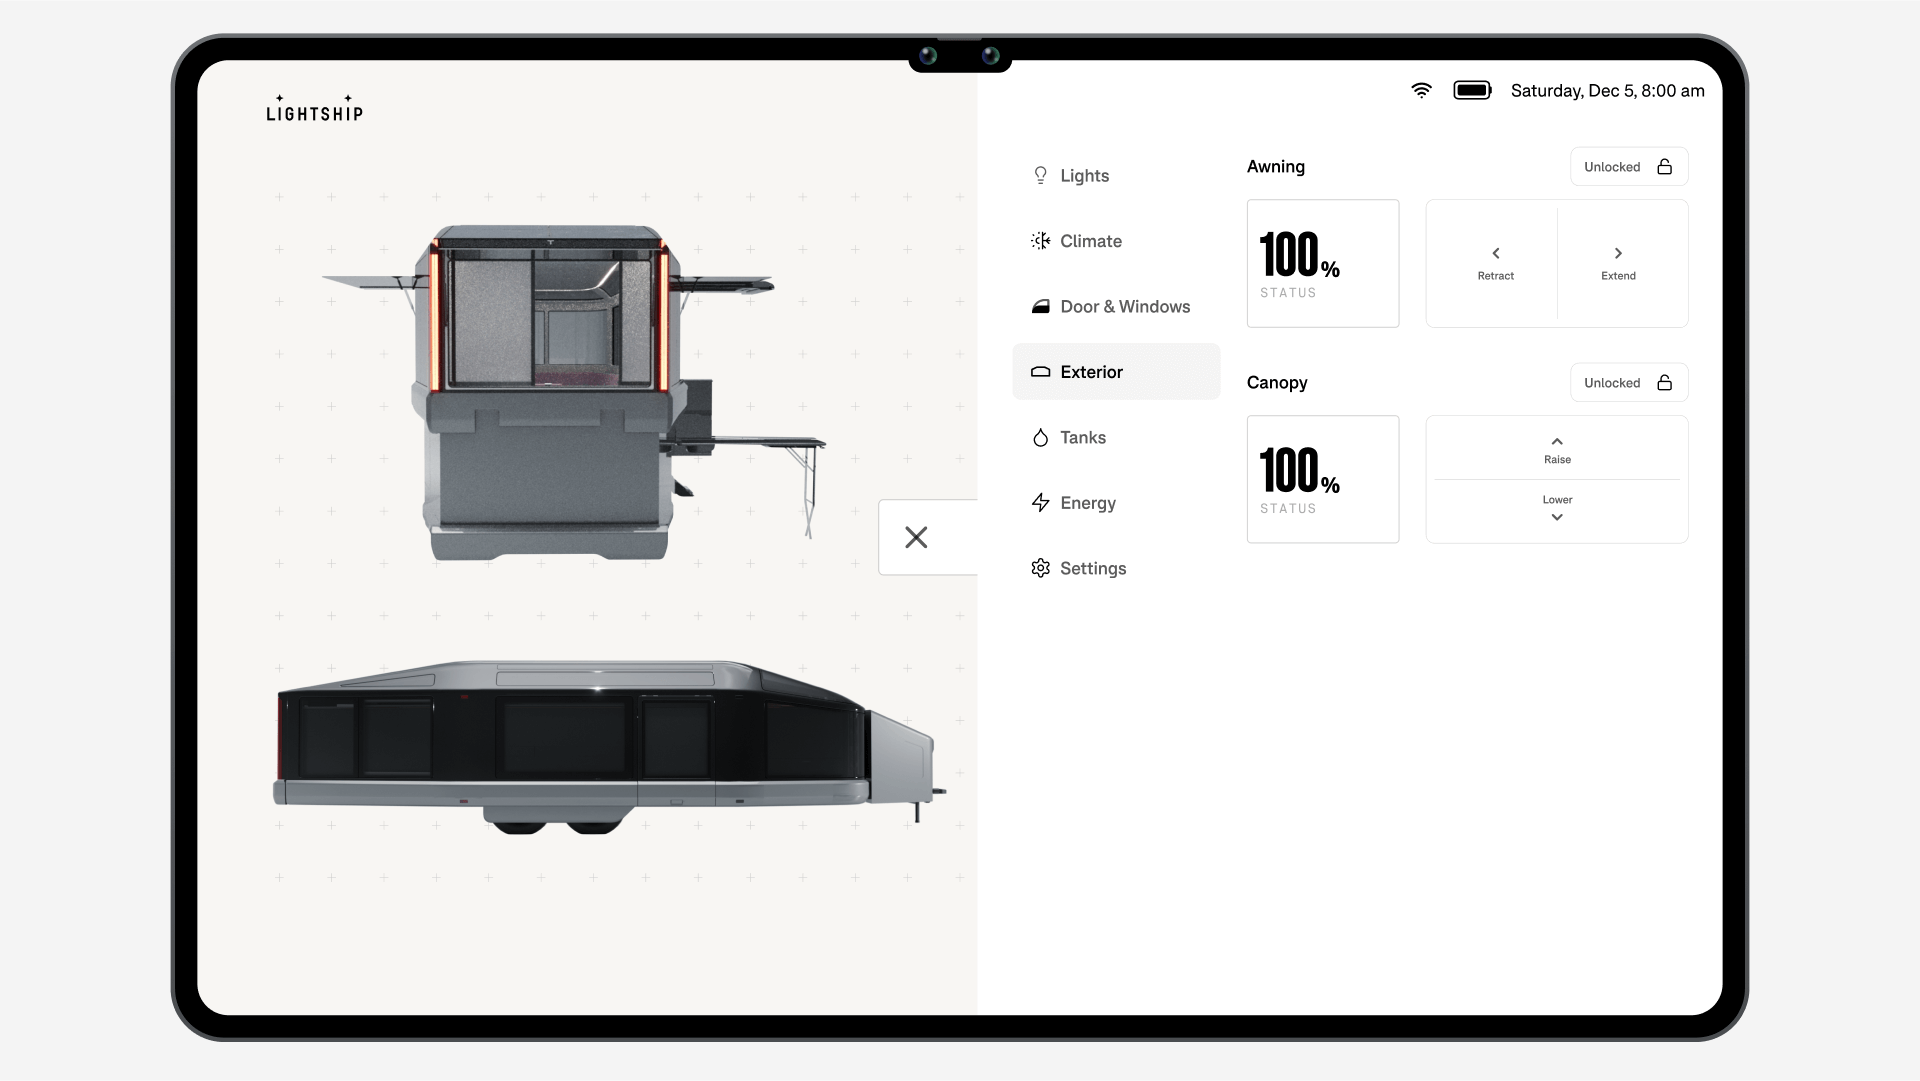 LIGHTSHIP
Saturday, Dec 5, 8:00 am
Lights
Climate
Door & Windows
Exterior
Tanks
Energy
Settings
Awning
Unlocked
100%
STATUS
Retract
Extend
Canopy
Unlocked
100%
STATUS
Raise
Lower